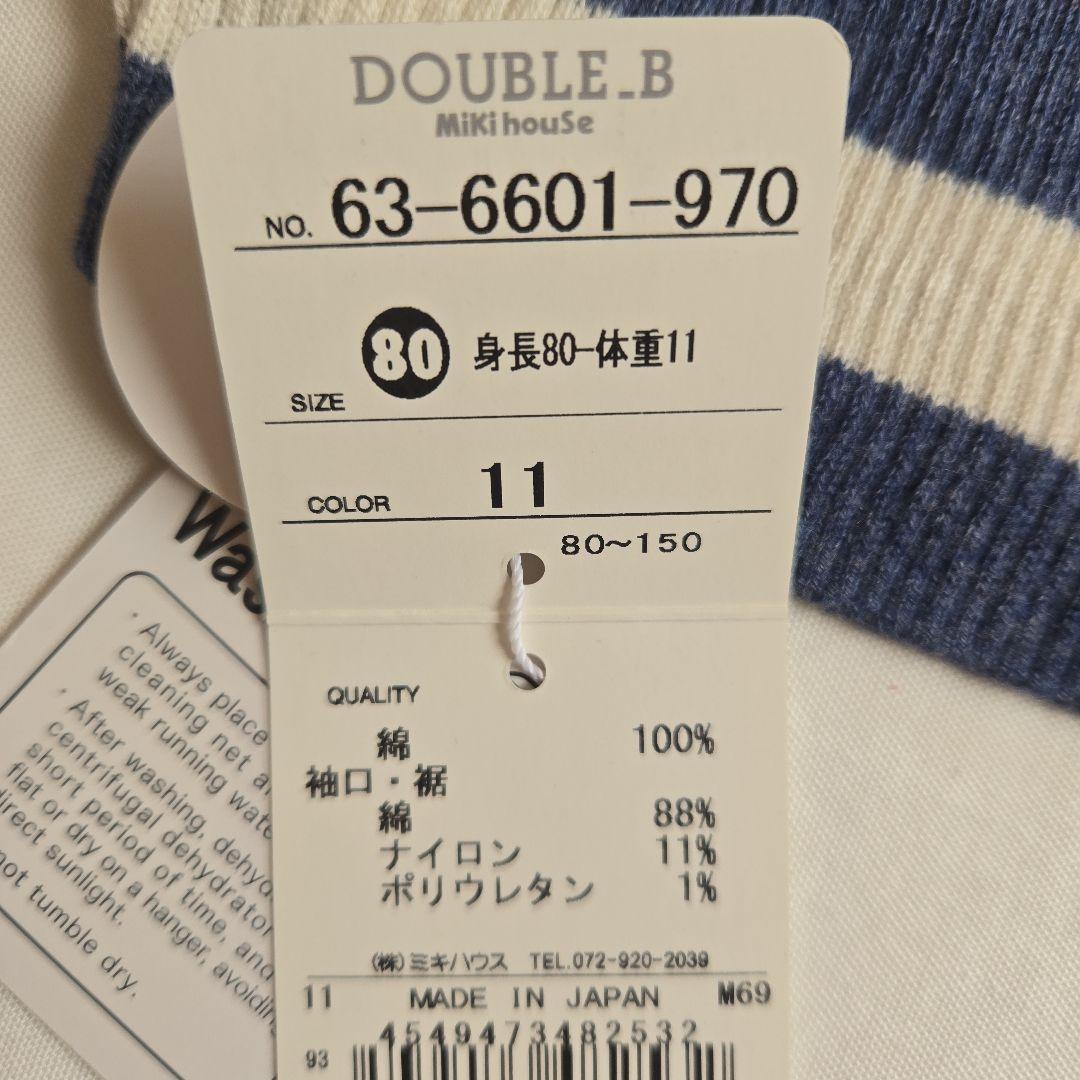 DOUBLE_B
MiKi houSe
NO. 63-6601-970
SIZE 80 身長80-体重11
COLOR 11
80～150
QUALITY
綿 100%
袖口・裾
綿 88%
ナイロン 11%
ポリウレタン 1%
(株)ミキハウス TEL.072-920-2039
11 MADE IN JAPAN M69
4549473482532
93
・Always place
cleaning net
weak running
・After washing, 
centrifugal dehydrator
short period of time, and
flat or dry on a hanger, 
direct sunlight.
not tumble dry.